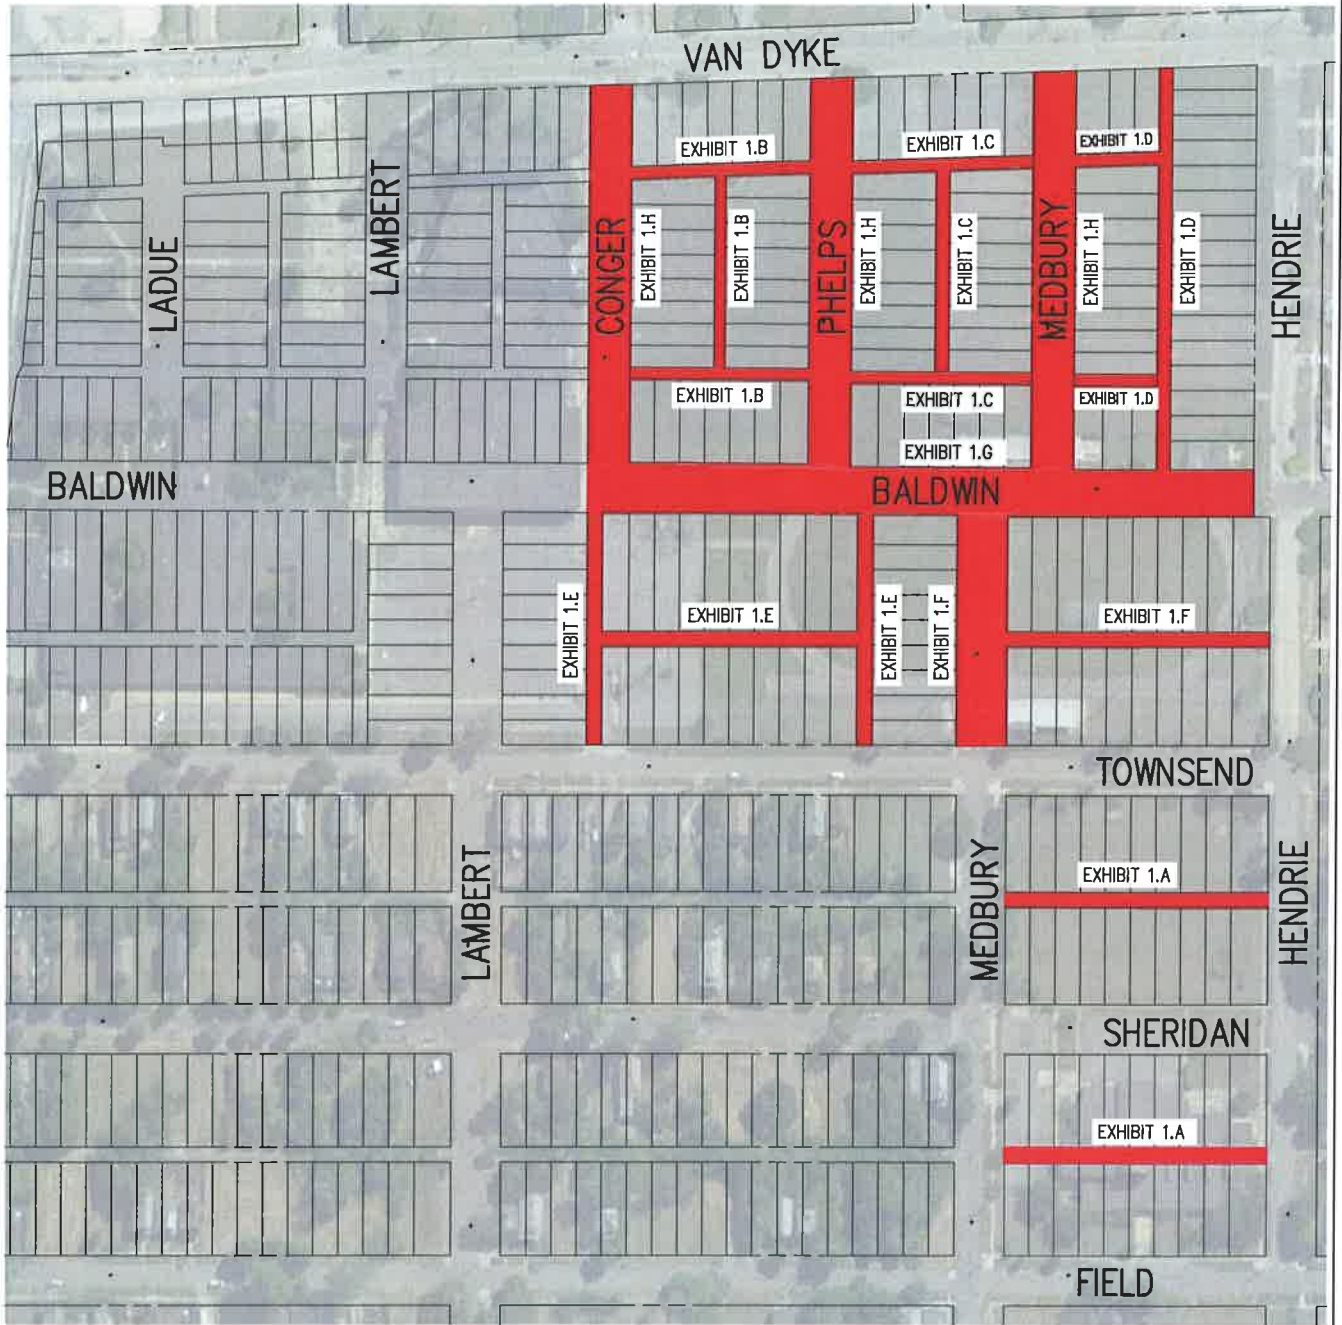 VAN DYKE
EXHIBIT 1.B
EXHIBIT 1.C
EXHIBIT 1.D
LADUE
LAMBERT
CONGER
EXHIBIT 1.H
EXHIBIT 1.B
PHELPS
EXHIBIT 1.H
EXHIBIT 1.C
MEDBURY
EXHIBIT 1.H
EXHIBIT 1.D
HENDRIE
EXHIBIT 1.B
EXHIBIT 1.C
EXHIBIT 1.D
EXHIBIT 1.G
BALDWIN
BALDWIN
EXHIBIT 1.E
EXHIBIT 1.E
EXHIBIT 1.E
EXHIBIT 1.F
EXHIBIT 1.F
TOWNSEND
LAMBERT
MEDBURY
EXHIBIT 1.A
HENDRIE
SHERIDAN
EXHIBIT 1.A
FIELD